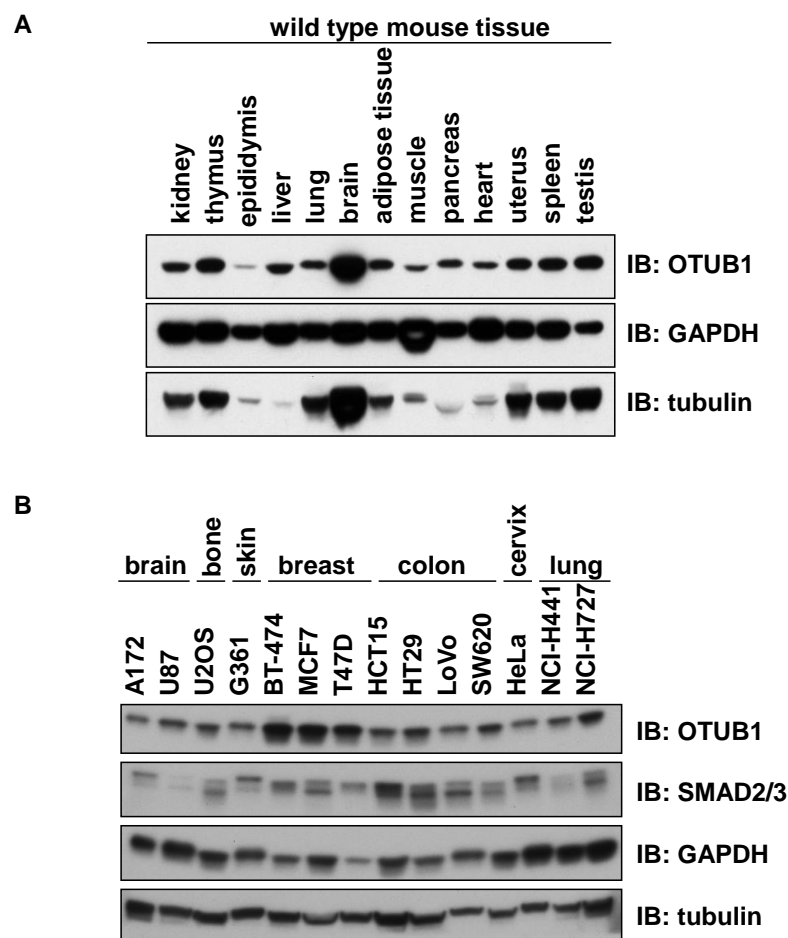 A
wild type mouse tissue
kidney
thymus
epididymis
liver
lung
brain
adipose tissue
muscle
pancreas
heart
uterus
spleen
testis
IB: OTUB1
IB: GAPDH
IB: tubulin
B
brain
bone
skin
breast
colon
cervix
lung
A172
U87
U2OS
G361
BT-474
MCF7
T47D
HCT15
HT29
LoVo
SW620
HeLa
NCI-H441
NCI-H727
IB: OTUB1
IB: SMAD2/3
IB: GAPDH
IB: tubulin